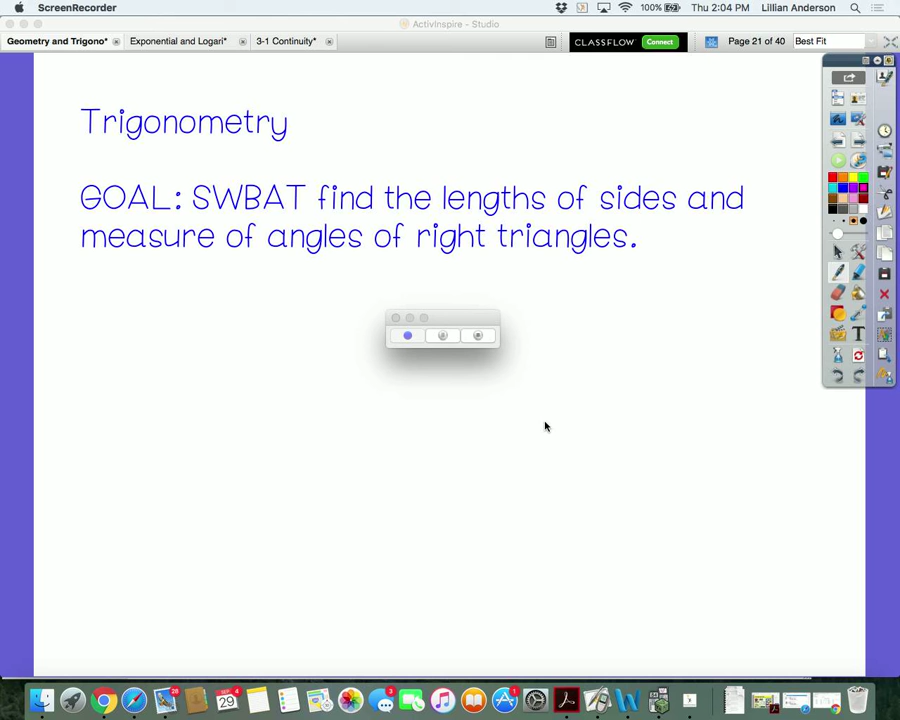 ScreenRecorder
100%
Thu 2:04 PM
Lillian Anderson
ActivInspire - Studio
Geometry and Trigono*
Exponential and Logari*
3-1 Continuity*
CLASSFLOW
Connect
Page 21 of 40
Best Fit
Trigonometry
GOAL: SWBAT find the lengths of sides and
measure of angles of right triangles.